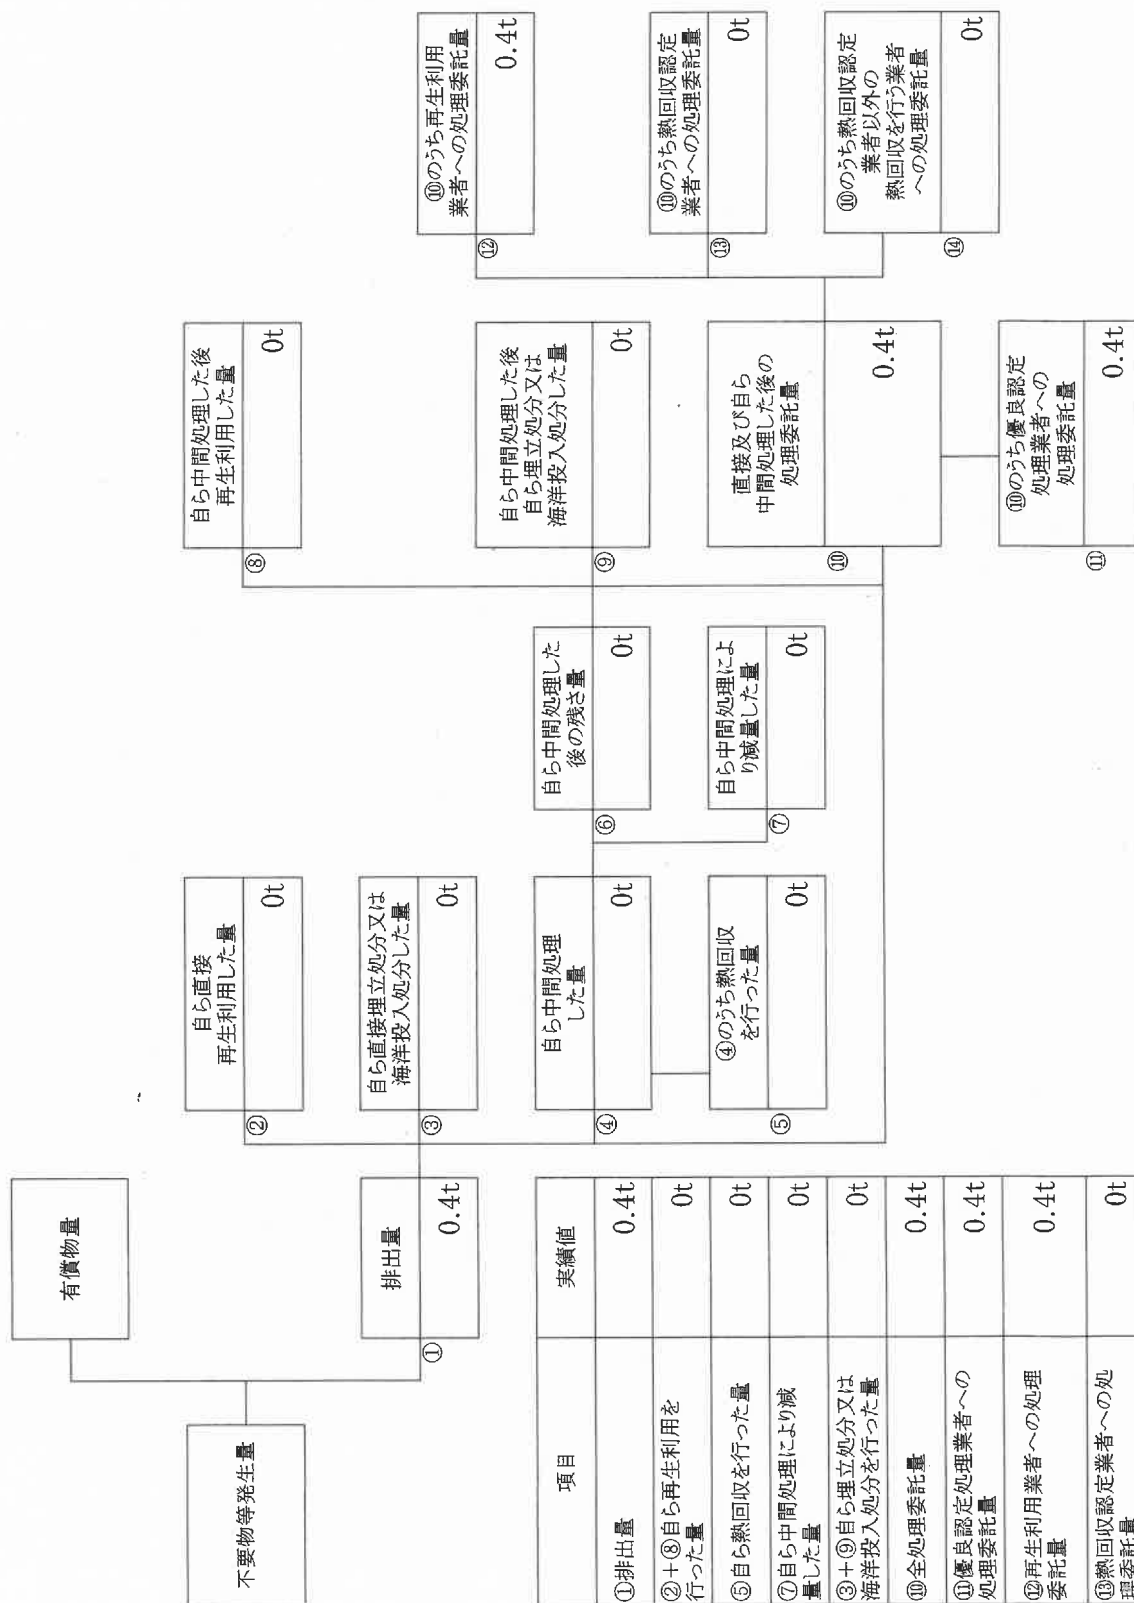 不要物等発生量
有償物量
排出量
①
0.4t
自ら直接
再生利用した量
②
0t
自ら直接埋立処分又は
海洋投入処分した量
③
0t
自ら中間処理
した量
④
0t
④のうち熱回収
を行った量
⑤
0t
自ら中間処理した
後の残さ量
⑥
0t
自ら中間処理によ
り減量した量
⑦
0t
自ら中間処理した後
再生利用した量
⑧
0t
自ら中間処理した後
自ら埋立処分又は
海洋投入処分した量
⑨
0t
直接及び自ら
中間処理した後の
処理委託量
⑩
0.4t
⑩のうち優良認定
処理業者への
処理委託量
⑪
0.4t
⑩のうち再生利用
業者への処理委託量
⑫
0.4t
⑩のうち熱回収認定
業者への処理委託量
⑬
0t
⑩のうち熱回収認定
業者以外の
熱回収を行う業者
への処理委託量
⑭
0t
項目
実績値
①排出量
0.4t
②+⑧自ら再生利用を
行った量
0t
⑤自ら熱回収を行った量
0t
⑦自ら中間処理により減
量した量
0t
③+⑨自ら埋立処分又は
海洋投入処分を行った量
0t
⑩全処理委託量
0.4t
⑪優良認定処理業者への
処理委託量
0.4t
⑫再生利用業者への処理
委託量
0.4t
⑬熱回収認定業者への処
理委託量
0t